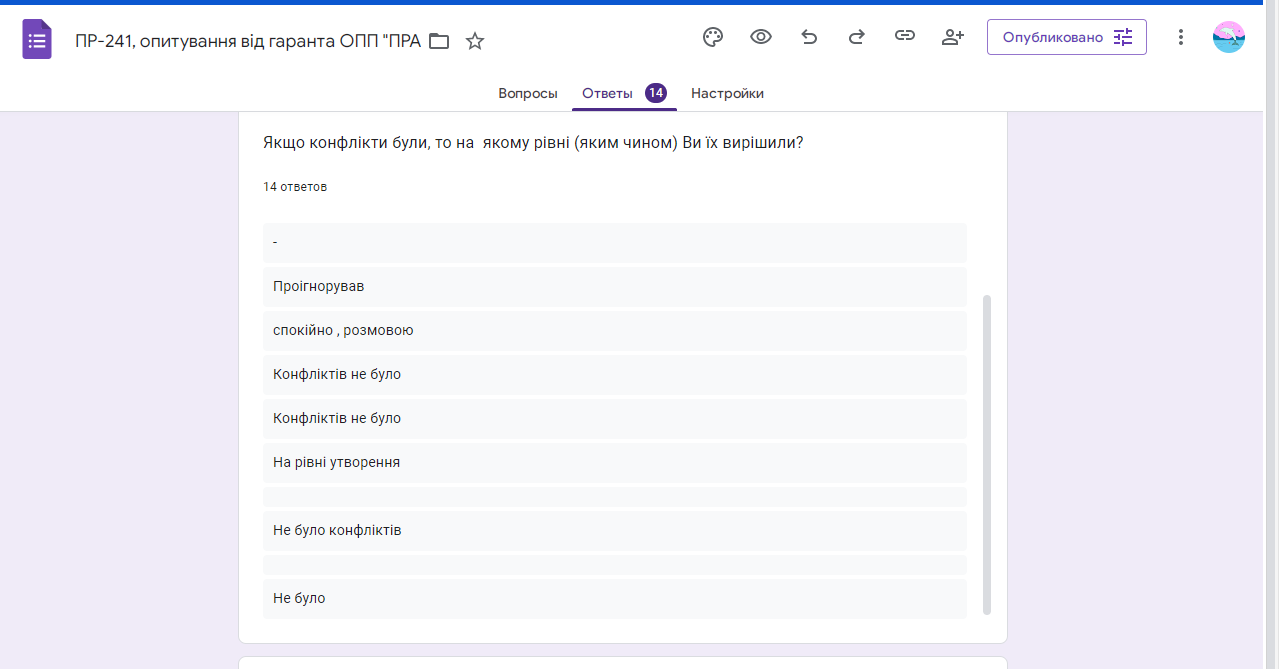 ПР-241, опитування від гаранта ОПП "ПРА
Опубликовано
Вопросы
Ответы 14
Настройки
Якщо конфлікти були, то на  якому рівні (яким чином) Ви їх вирішили?
14 ответов
-
Проігнорував
спокійно , розмовою
Конфліктів не було
Конфліктів не було
На рівні утворення
Не було конфліктів
Не було